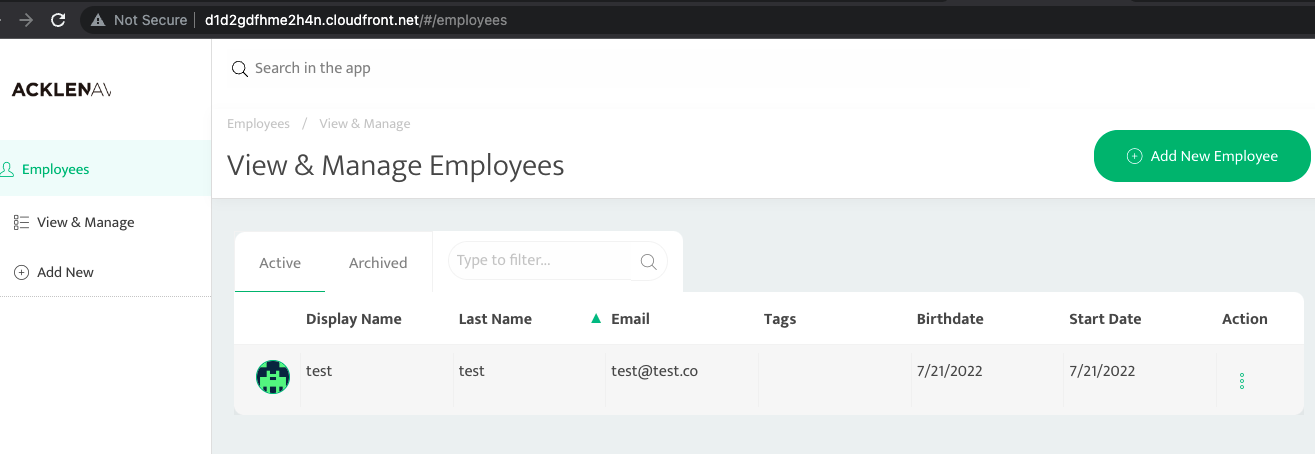 Not Secure d1d2gdfhme2h4n.cloudfront.net/#/employees
ACKLENAV
Search in the app
Employees / View & Manage
View & Manage Employees
Add New Employee
Employees
View & Manage
Add New
Active Archived Type to filter...
Display Name Last Name Email Tags Birthdate Start Date Action
test test test@test.co 7/21/2022 7/21/2022